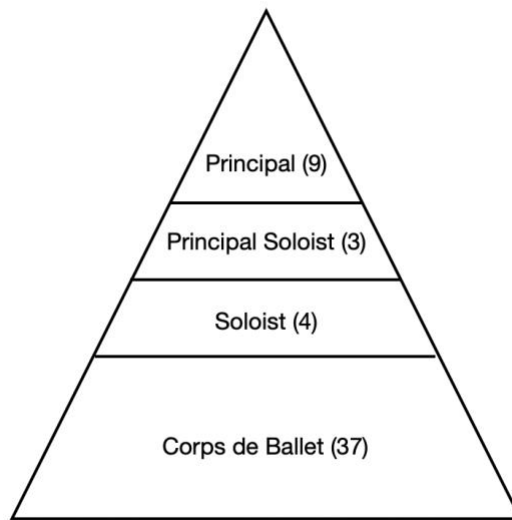 Principal (9)
Principal Soloist (3)
Soloist (4)
Corps de Ballet (37)